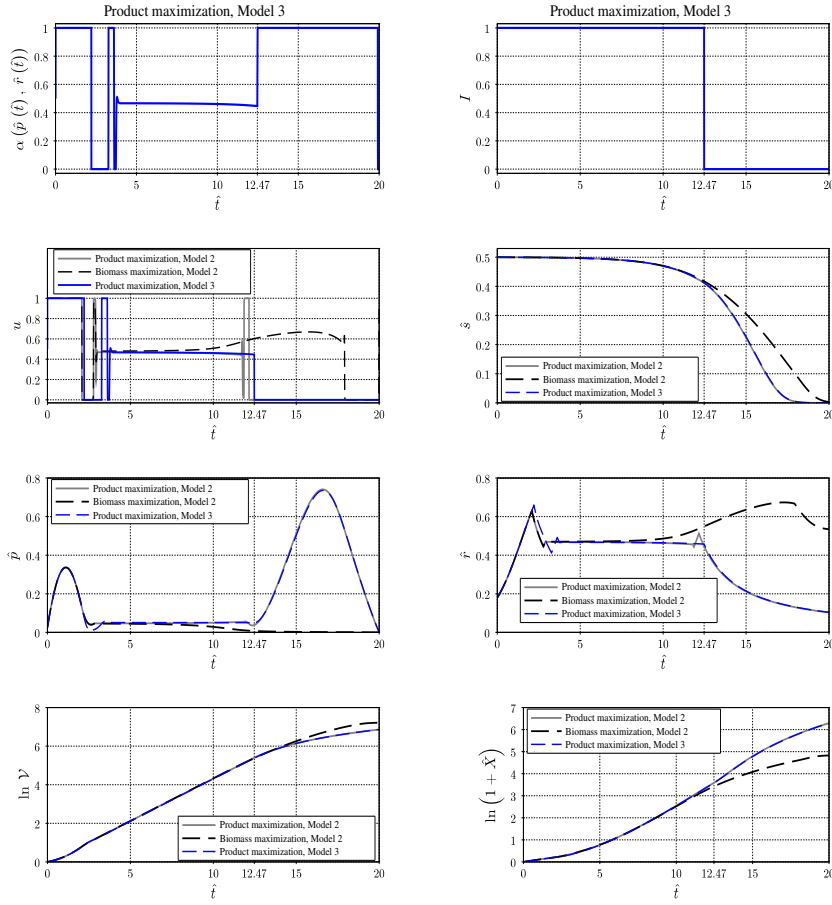 Product maximization, Model 3
α (p̂ (t̂) , r̂ (t̂))
1
0.8
0.6
0.4
0.2
0
0 5 10 12.47 15 20
t̂
Product maximization, Model 3
I
1
0.8
0.6
0.4
0.2
0
0 5 10 12.47 15 20
t̂
Product maximization, Model 2
Biomass maximization, Model 2
Product maximization, Model 3
u
1
0.8
0.6
0.4
0.2
0
0 5 10 12.47 15 20
t̂
ŝ
0.5
0.4
0.3
0.2
0.1
0
Product maximization, Model 2
Biomass maximization, Model 2
Product maximization, Model 3
0 5 10 12.47 15 20
t̂
p̂
0.8
0.6
0.4
0.2
0
Product maximization, Model 2
Biomass maximization, Model 2
Product maximization, Model 3
0 5 10 12.47 15 20
t̂
r̂
0.8
0.6
0.4
0.2
0
Product maximization, Model 2
Biomass maximization, Model 2
Product maximization, Model 3
0 5 10 12.47 15 20
t̂
ln 𝒱
8
6
4
2
0
Product maximization, Model 2
Biomass maximization, Model 2
Product maximization, Model 3
0 5 10 12.47 15 20
t̂
ln (1 + X̂)
7
6
5
4
3
2
1
0
Product maximization, Model 2
Biomass maximization, Model 2
Product maximization, Model 3
0 5 10 12.47 15 20
t̂